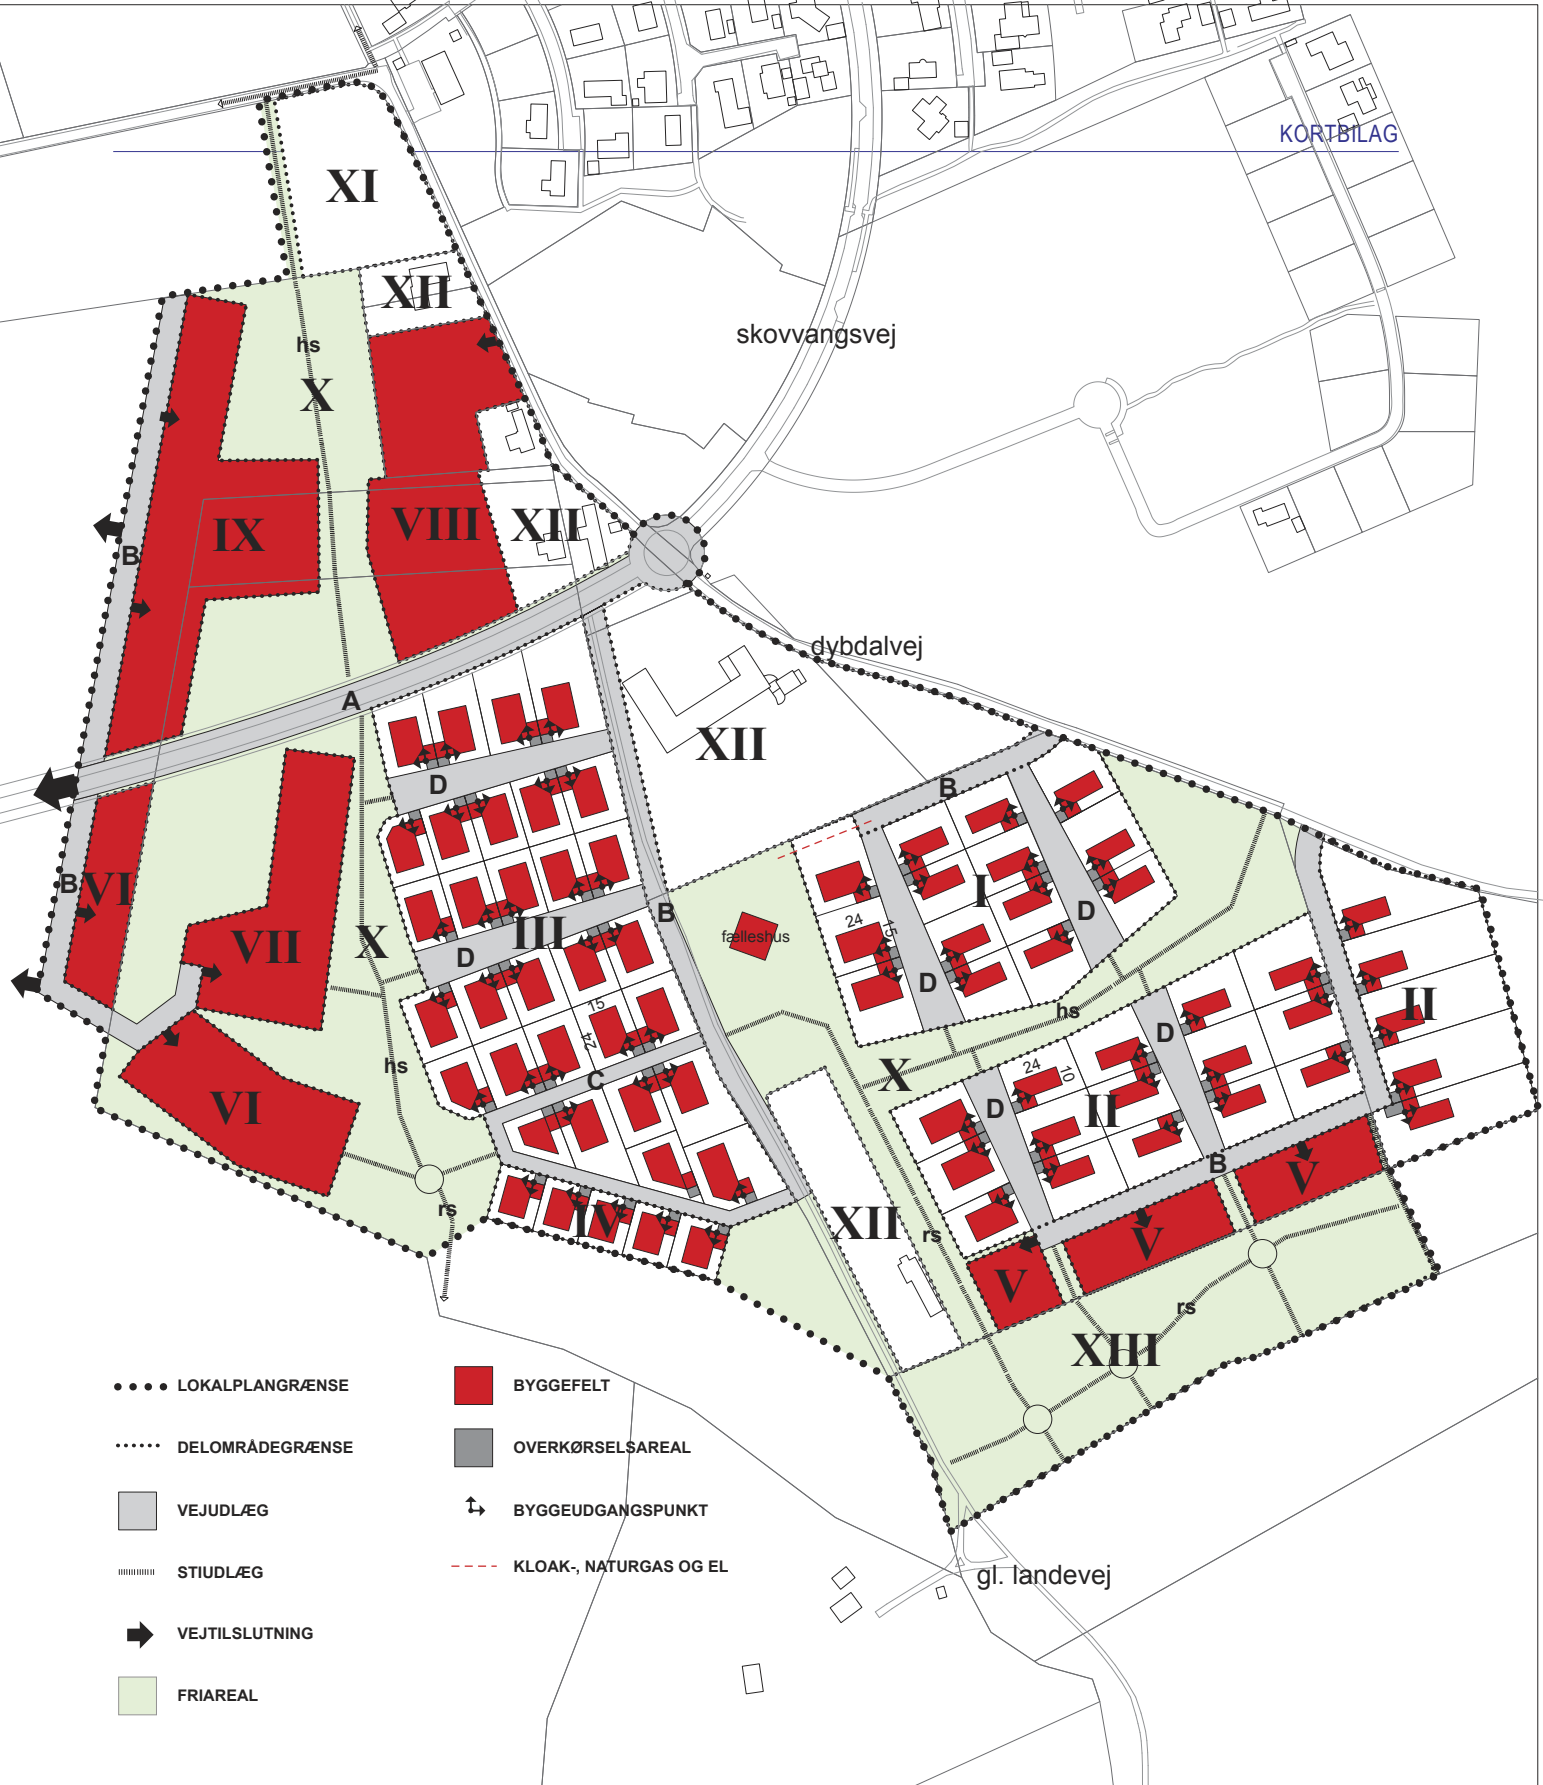 KORTBILAG
XI
XII
skovvangsvej
hs
X
IX
VIII
XII
B
dybdalvej
A
XII
D
B
B
VI
VII
X
III
B
D
I
24
15
D
fælleshus
D
II
hs
D
15
24
X
24
10
II
D
hs
C
VI
B
V
rs
IV
XII
rs
V
V
rs
XIII
LOKALPLANGRÆNSE
BYGGEFELT
DELOMRÅDEGRÆNSE
OVERKØRSELSAREAL
VEJUDLÆG
BYGGEUDGANGSPUNKT
STIUDLÆG
KLOAK-, NATURGAS OG EL
gl. landevej
VEJTILSLUTNING
FRIAREAL